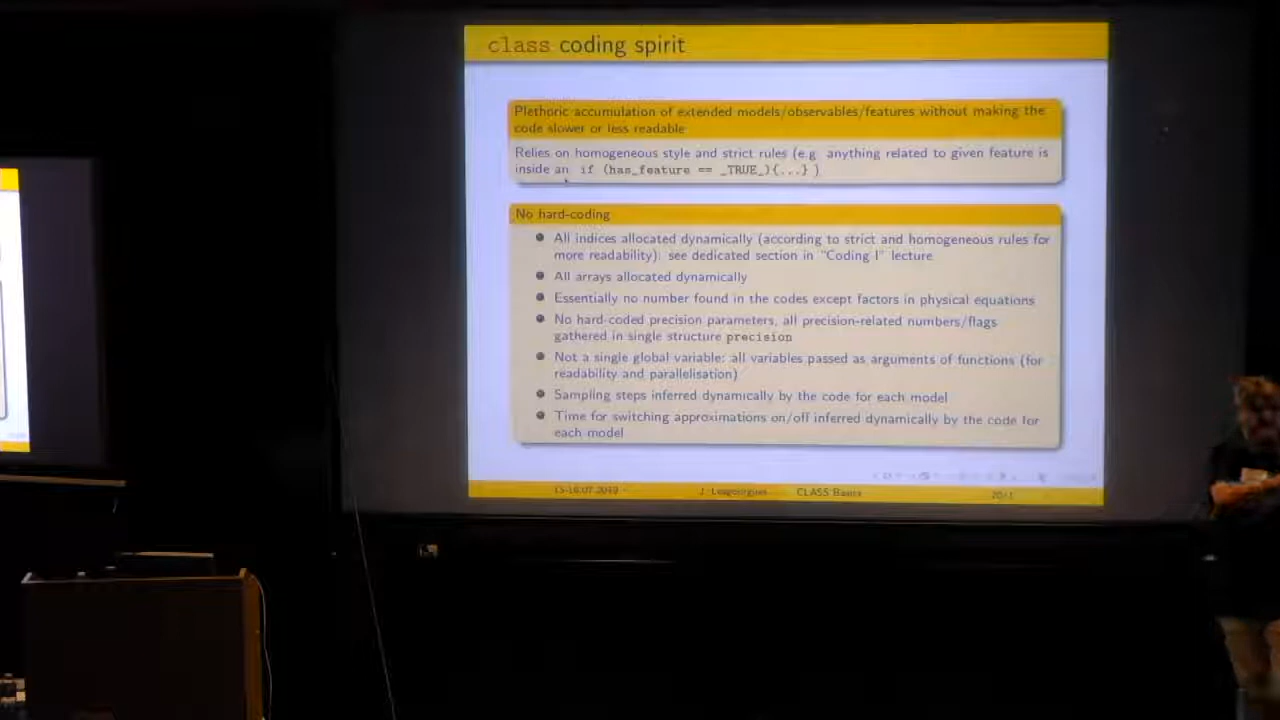 class coding spirit
Plethoric accumulation of extended models/observables/features without making the
code slower or less readable
Relies on homogeneous style and strict rules (e.g. anything related to given feature is
inside an if (has_feature == _TRUE_){...} )
No hard-coding
All indices allocated dynamically (according to strict and homogeneous rules for
more readability): see dedicated section in "Coding I" lecture
All arrays allocated dynamically
Essentially no number found in the codes except factors in physical equations
No hard-coded precision parameters, all precision-related numbers/flags
gathered in single structure precision
Not a single global variable: all variables passed as arguments of functions (for
readability and parallelisation)
Sampling steps inferred dynamically by the code for each model
Time for switching approximations on/off inferred dynamically by the code for
each model
J. Lesgourgues CLASS Basics